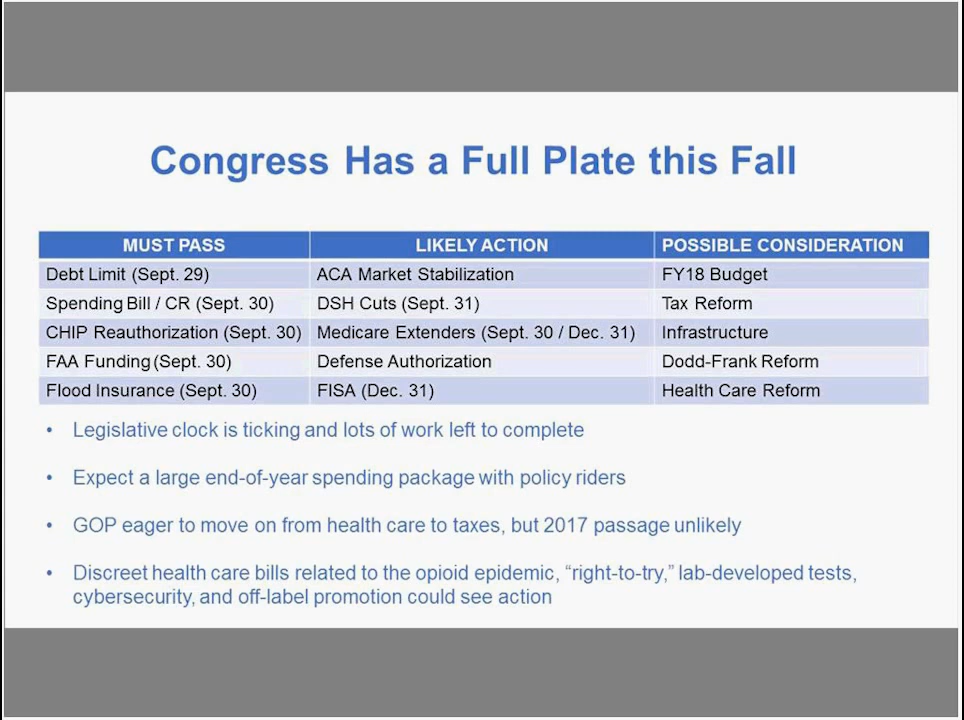 Congress Has a Full Plate this Fall
MUST PASS LIKELY ACTION POSSIBLE CONSIDERATION
Debt Limit (Sept. 29) ACA Market Stabilization FY18 Budget
Spending Bill / CR (Sept. 30) DSH Cuts (Sept. 31) Tax Reform
CHIP Reauthorization (Sept. 30) Medicare Extenders (Sept. 30 / Dec. 31) Infrastructure
FAA Funding (Sept. 30) Defense Authorization Dodd-Frank Reform
Flood Insurance (Sept. 30) FISA (Dec. 31) Health Care Reform
• Legislative clock is ticking and lots of work left to complete
• Expect a large end-of-year spending package with policy riders
• GOP eager to move on from health care to taxes, but 2017 passage unlikely
• Discreet health care bills related to the opioid epidemic, “right-to-try,” lab-developed tests,
cybersecurity, and off-label promotion could see action